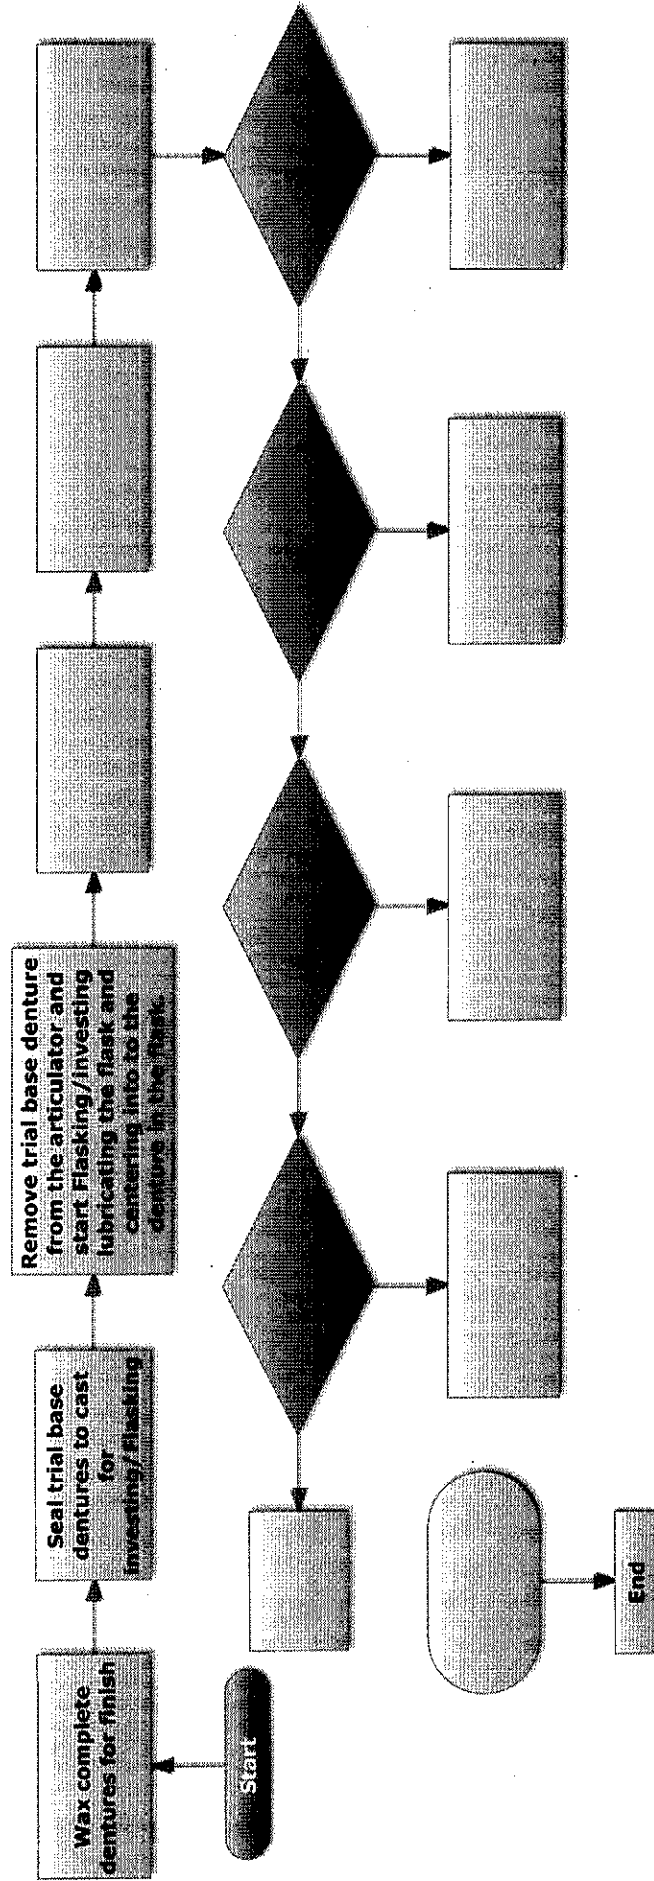 Start
Wax complete
dentures for finish
Seal trial base
dentures to cast
for
investing/Flasking
Remove trial base denture
from the articulator and
start Flasking/investing
lubricating the flask and
centering into to the
denture in the flask.
End